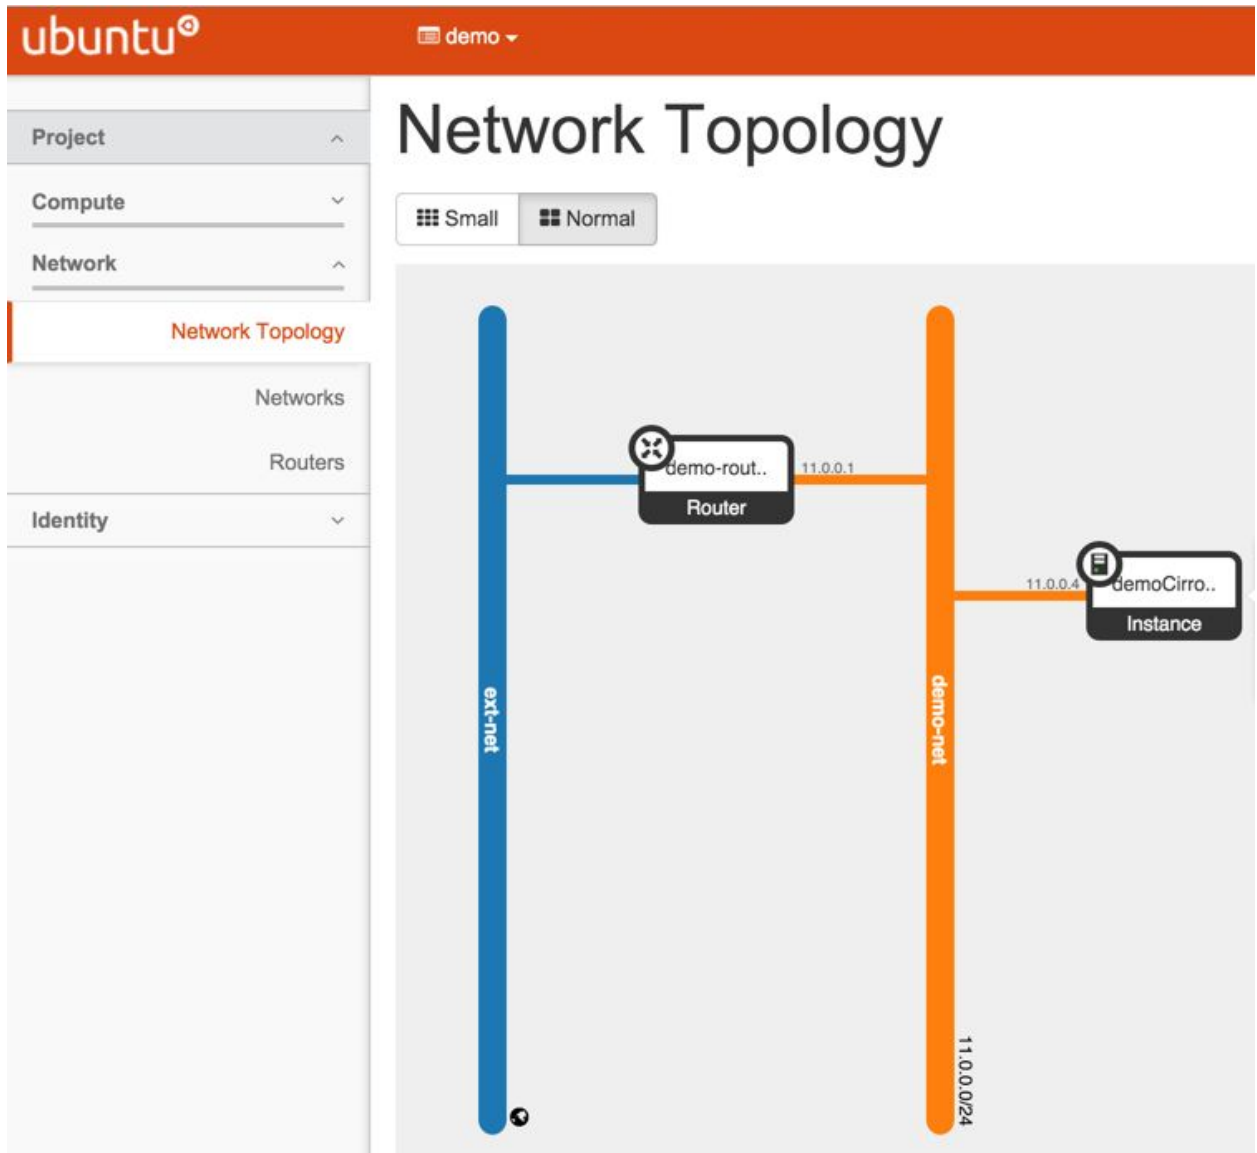 ubuntu
demo
Project
Compute
Network
Network Topology
Networks
Routers
Identity
Network Topology
Small
Normal
demo-rout..
Router
11.0.0.1
11.0.0.4
demoCirro..
Instance
ext-net
demo-net
11.0.0.0/24